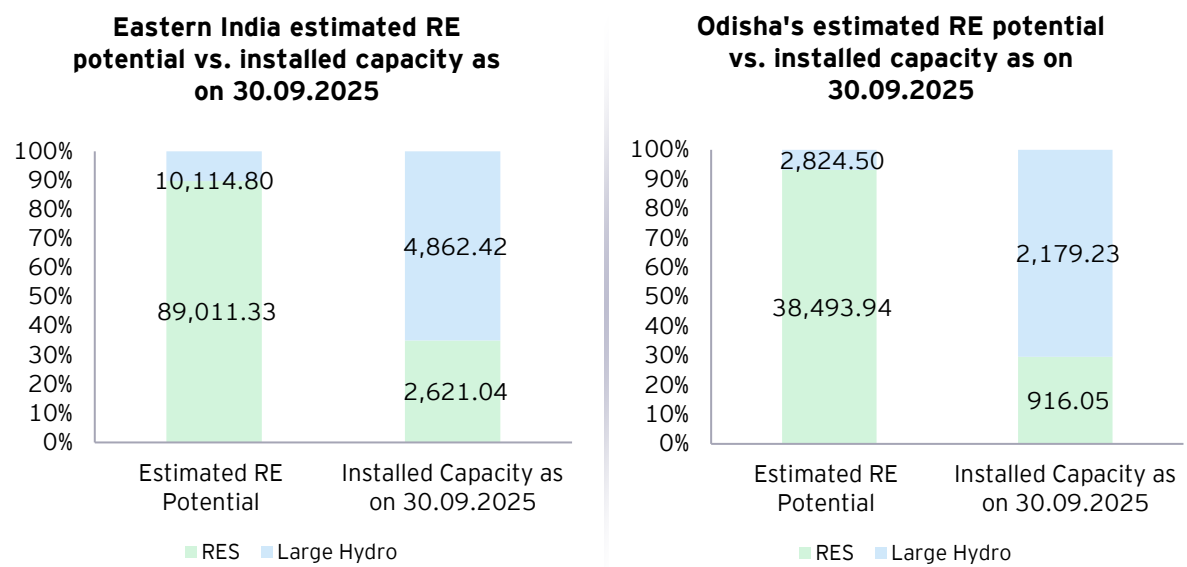 Eastern India estimated RE
potential vs. installed capacity as
on 30.09.2025
100%
90%
80%
70%
60%
50%
40%
30%
20%
10%
0%
10,114.80
89,011.33
4,862.42
2,621.04
Estimated RE
Potential
Installed Capacity as
on 30.09.2025
RES
Large Hydro
Odisha's estimated RE potential
vs. installed capacity as on
30.09.2025
100%
90%
80%
70%
60%
50%
40%
30%
20%
10%
0%
2,824.50
38,493.94
2,179.23
916.05
Estimated RE
Potential
Installed Capacity as
on 30.09.2025
RES
Large Hydro